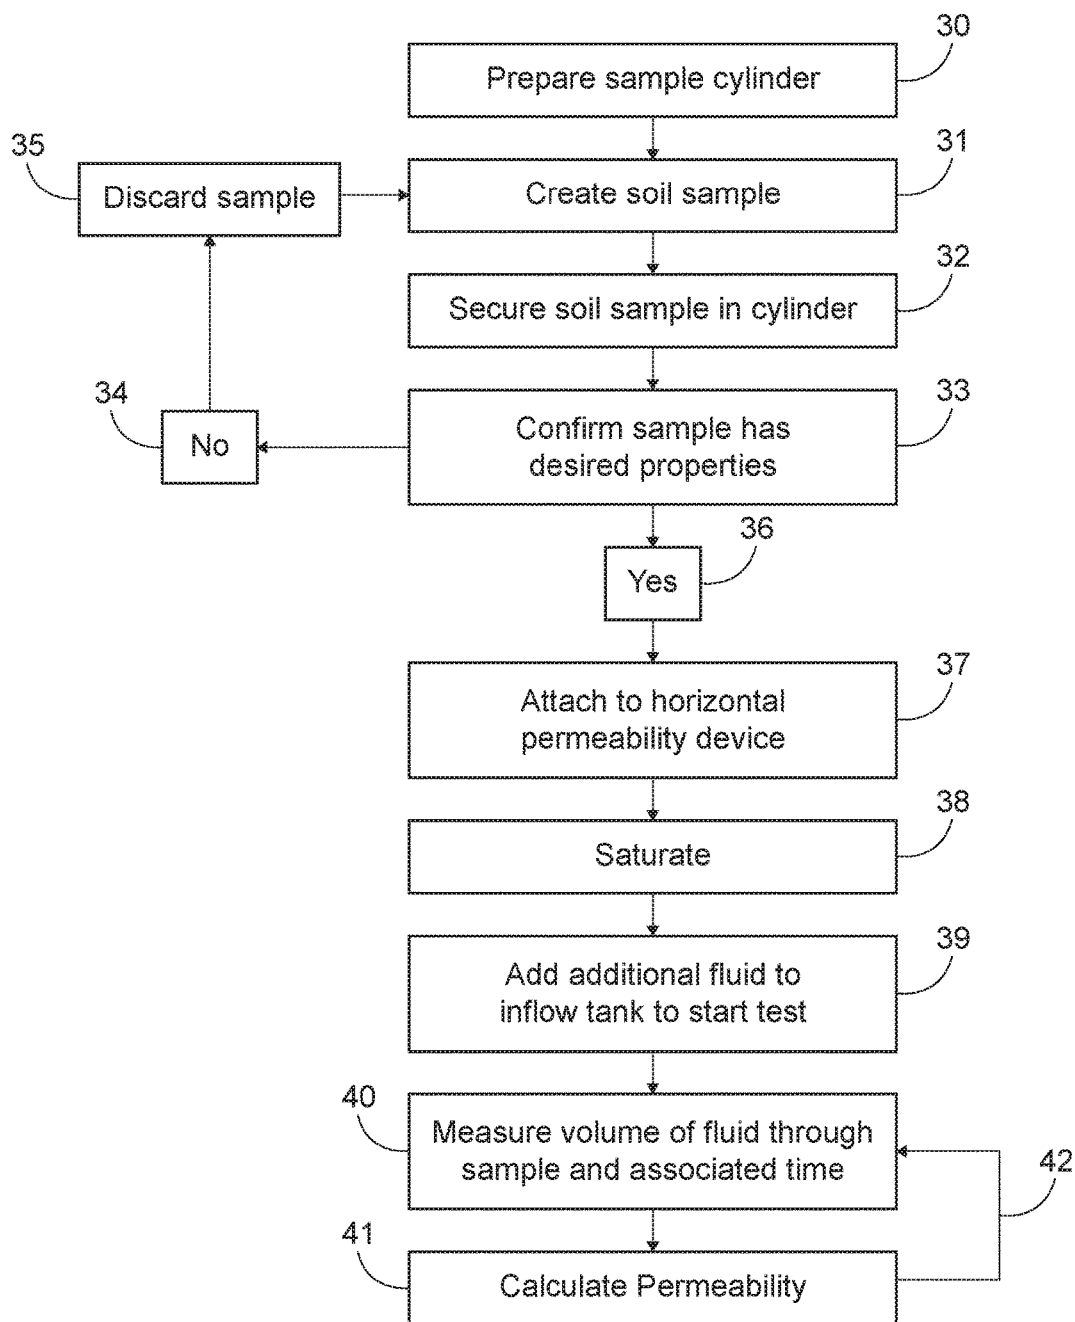 30
Prepare sample cylinder
31
35
Discard sample
Create soil sample
32
Secure soil sample in cylinder
34
33
No
Confirm sample has
desired properties
36
Yes
37
Attach to horizontal
permeability device
38
Saturate
39
Add additional fluid to
inflow tank to start test
40
Measure volume of fluid through
sample and associated time
42
41
Calculate Permeability